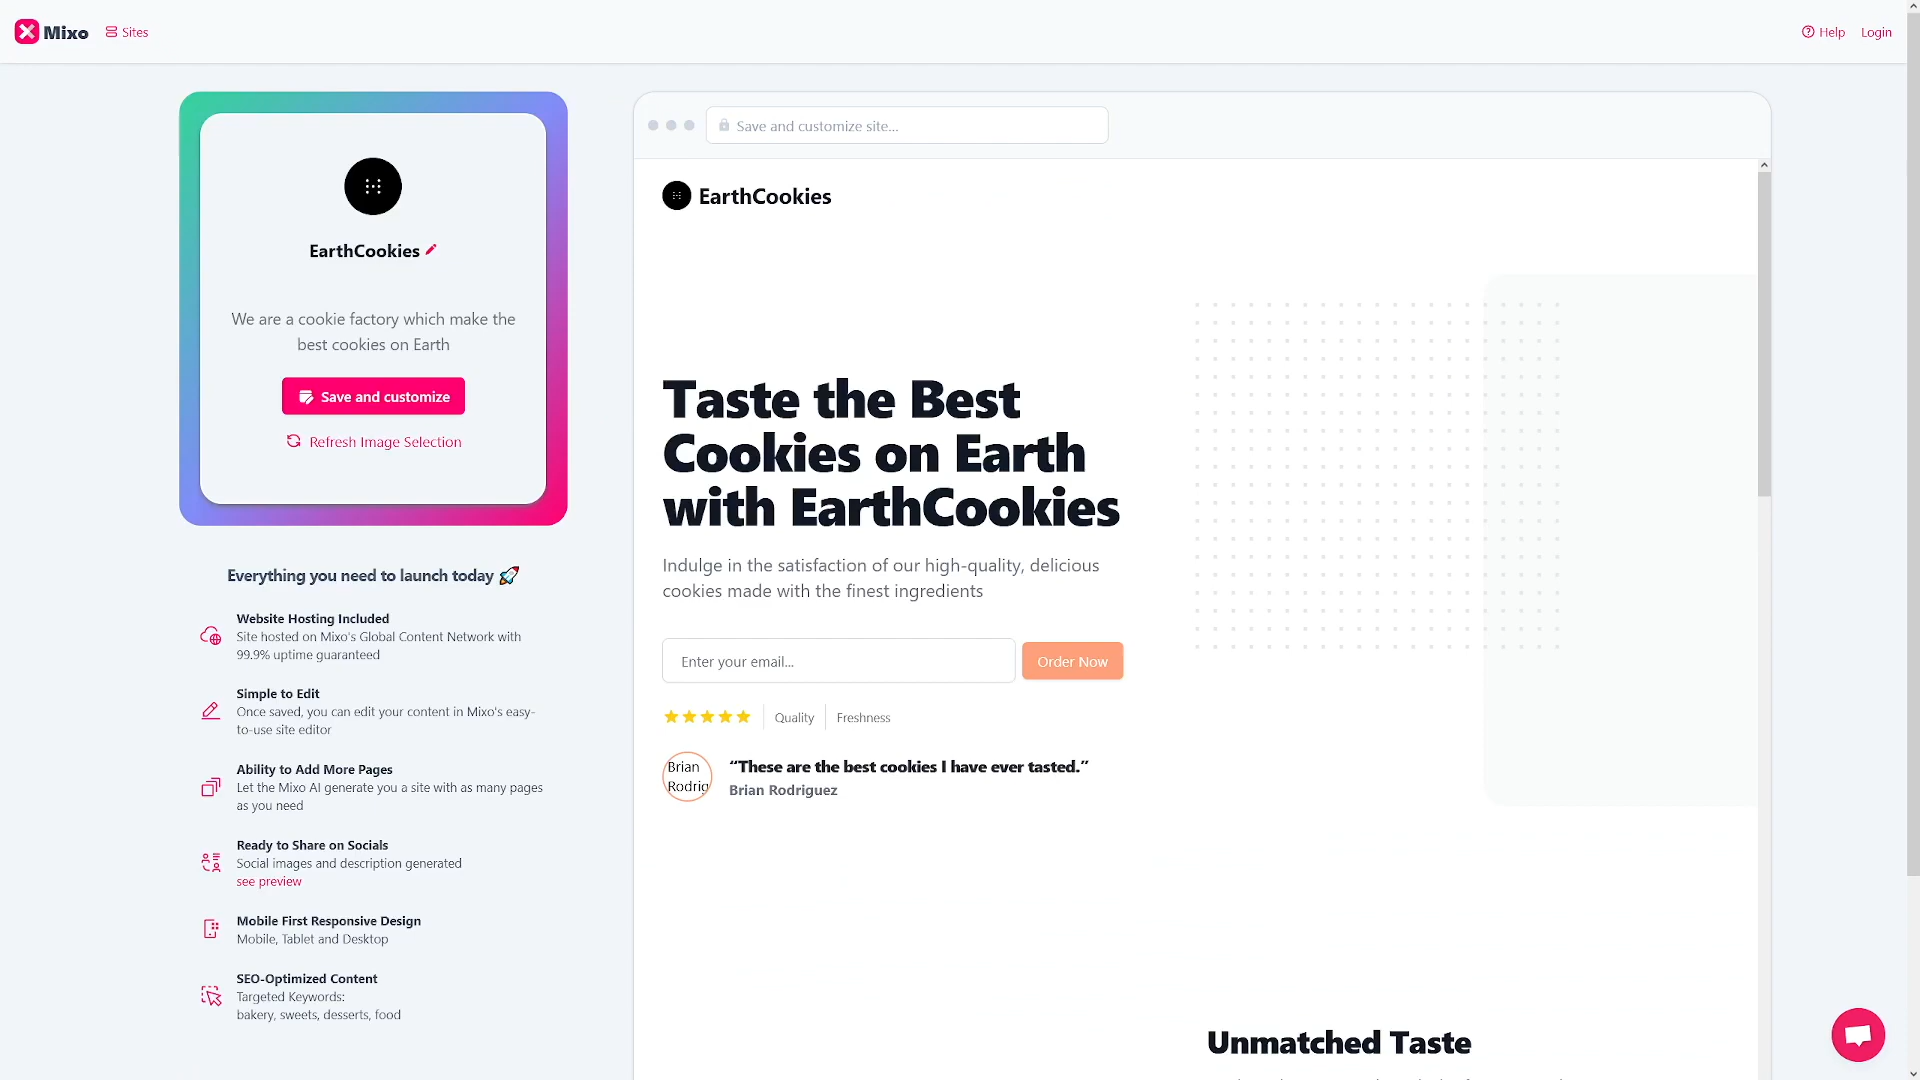 Mixo
Sites
Help
Login
EarthCookies
We are a cookie factory which make the
best cookies on Earth
Save and customize
Refresh Image Selection
Everything you need to launch today 🚀
Website Hosting Included
Site hosted on Mixo's Global Content Network with
99.9% uptime guaranteed
Simple to Edit
Once saved, you can edit your content in Mixo's easy-
to-use site editor
Ability to Add More Pages
Let the Mixo AI generate you a site with as many pages
as you need
Ready to Share on Socials
Social images and description generated
see preview
Mobile First Responsive Design
Mobile, Tablet and Desktop
SEO-Optimized Content
Targeted Keywords:
bakery, sweets, desserts, food
Save and customize site...
EarthCookies
Taste the Best
Cookies on Earth
with EarthCookies
Indulge in the satisfaction of our high-quality, delicious
cookies made with the finest ingredients
Enter your email...
Order Now
Quality
Freshness
Brian
Rodrig
“These are the best cookies I have ever tasted.”
Brian Rodriguez
Unmatched Taste